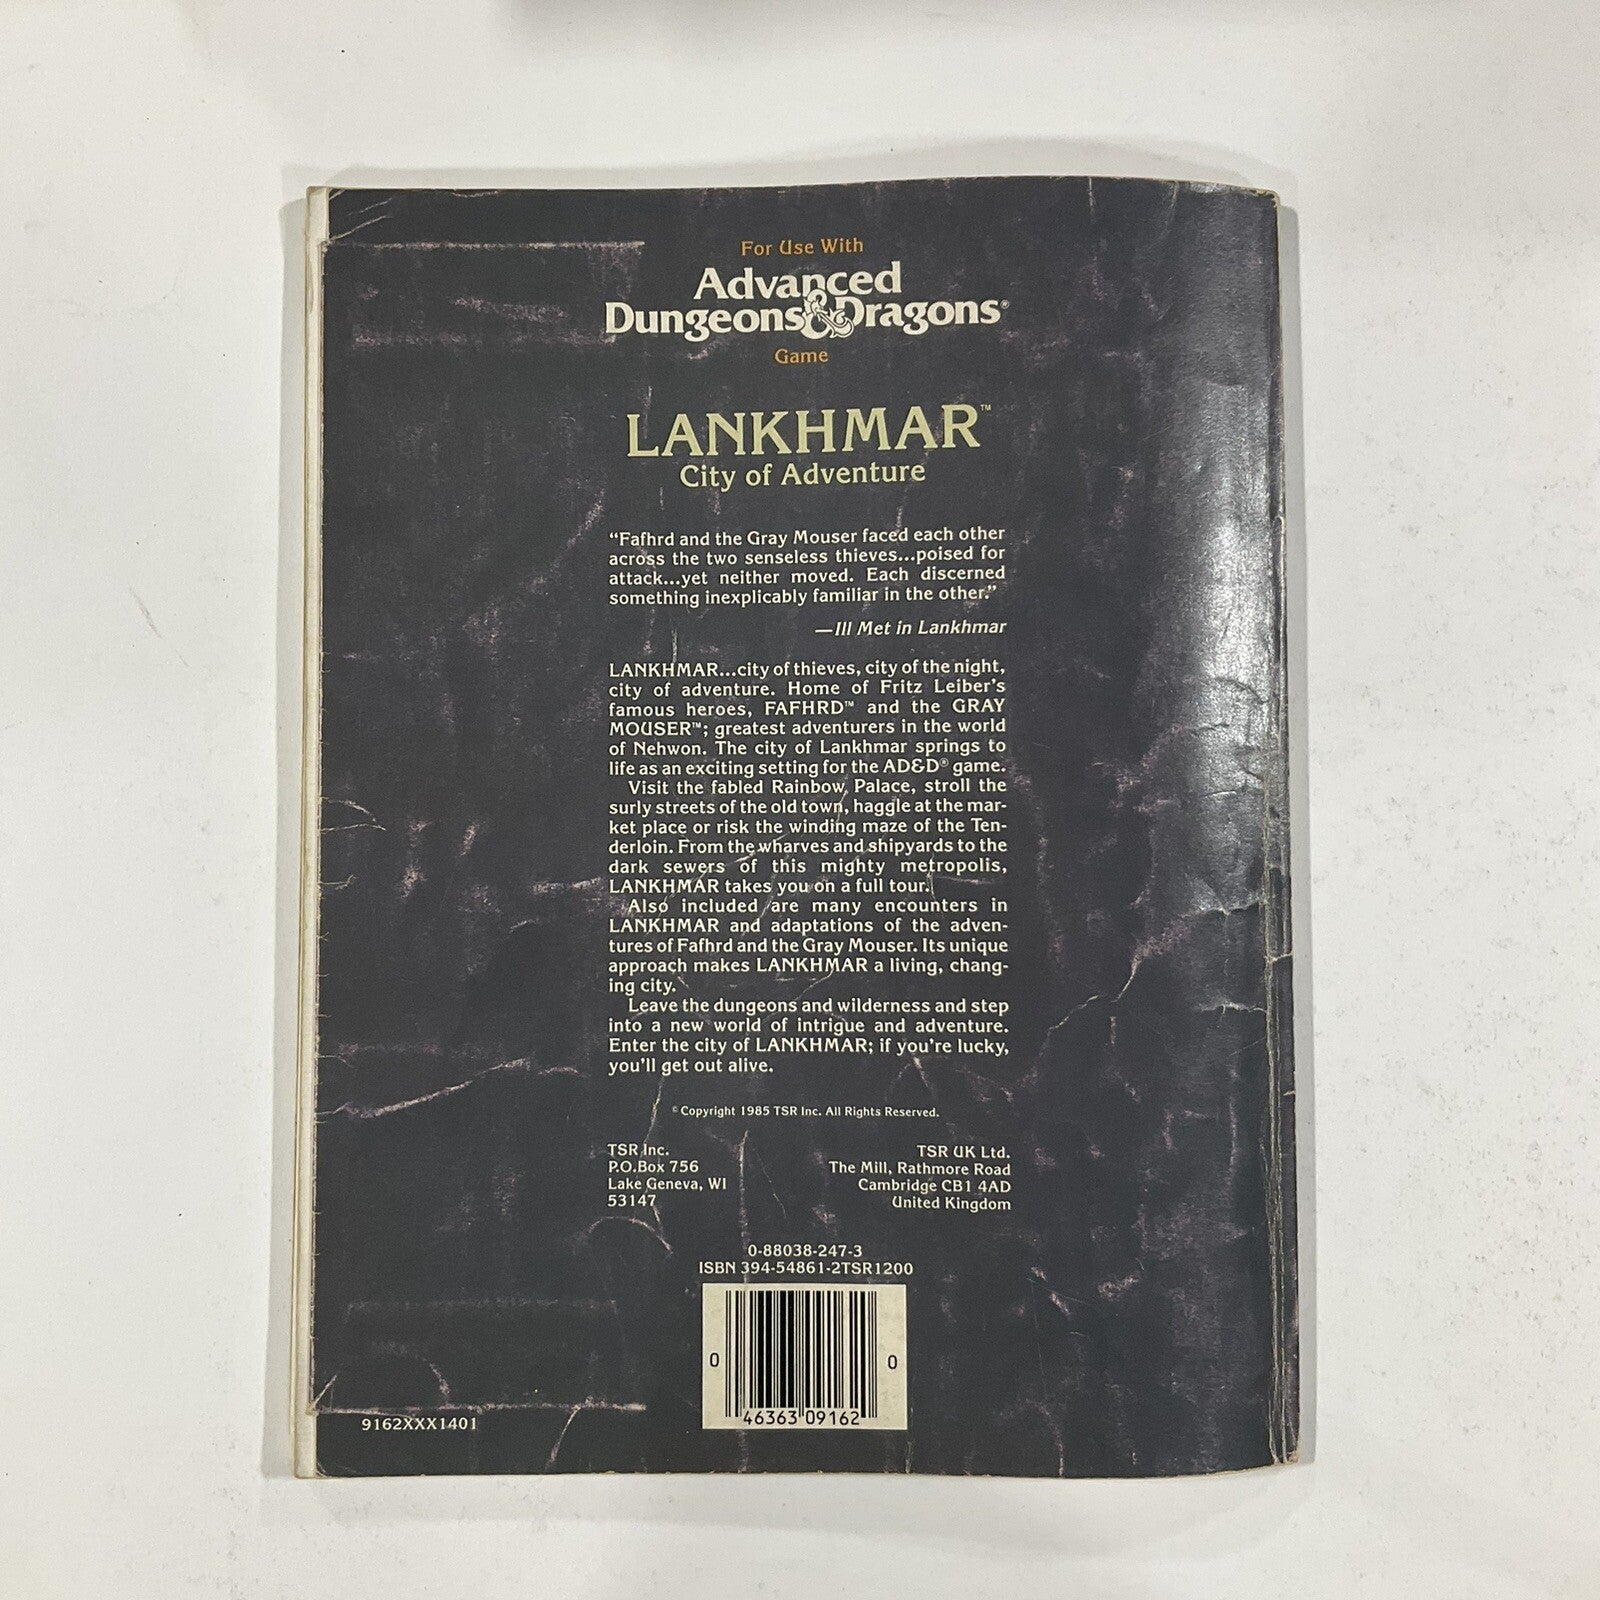 For Use With
Advanced
Dungeons & Dragons®
Game
LANKHMAR™
City of Adventure
“Fafhrd and the Gray Mouser faced each other
across the two senseless thieves...poised for
attack...yet neither moved. Each discerned
something inexplicably familiar in the other.”
—Ill Met in Lankhmar
LANKHMAR...city of thieves, city of the night,
city of adventure. Home of Fritz Leiber's
famous heroes, FAFHRD™ and the GRAY
MOUSER™; greatest adventurers in the world
of Nehwon. The city of Lankhmar springs to
life as an exciting setting for the AD&D® game.
Visit the fabled Rainbow Palace, stroll the
surly streets of the old town, haggle at the mar-
ket place or risk the winding maze of the Ten-
derloin. From the wharves and shipyards to the
dark sewers of this mighty metropolis,
LANKHMAR takes you on a full tour.
Also included are many encounters in
LANKHMAR and adaptations of the adven-
tures of Fafhrd and the Gray Mouser. Its unique
approach makes LANKHMAR a living, chang-
ing city.
Leave the dungeons and wilderness and step
into a new world of intrigue and adventure.
Enter the city of LANKHMAR; if you're lucky,
you'll get out alive.
© Copyright 1985 TSR Inc. All Rights Reserved.
TSR Inc.
P.O.Box 756
Lake Geneva, WI
53147
TSR UK Ltd.
The Mill, Rathmore Road
Cambridge CB1 4AD
United Kingdom
0-88038-247-3
ISBN 394-54861-2TSR1200
0 46363 09162 0
9162XXX1401